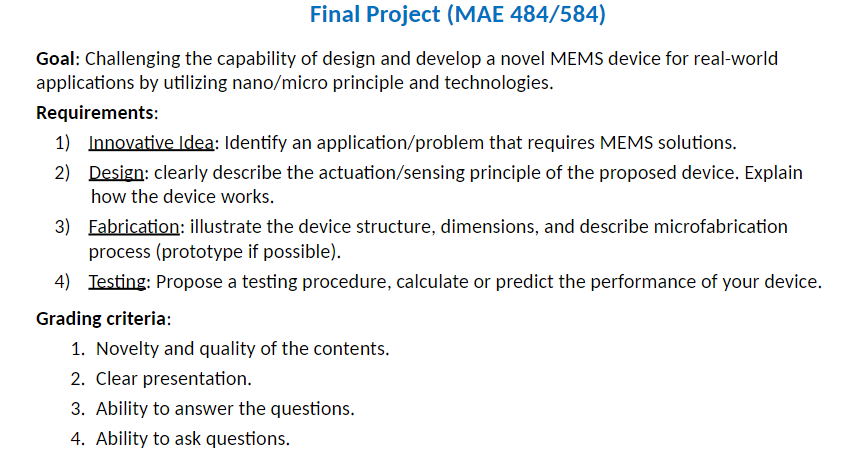 Final Project (MAE 484/584)
Goal: Challenging the capability of design and develop a novel MEMS device for real-world
applications by utilizing nano/micro principle and technologies.
Requirements:
1) Innovative Idea: Identify an application/problem that requires MEMS solutions.
2) Design: clearly describe the actuation/sensing principle of the proposed device. Explain
how the device works.
3) Fabrication: illustrate the device structure, dimensions, and describe microfabrication
process (prototype if possible).
4) Testing: Propose a testing procedure, calculate or predict the performance of your device.
Grading criteria:
1. Novelty and quality of the contents.
2. Clear presentation.
3. Ability to answer the questions.
4. Ability to ask questions.